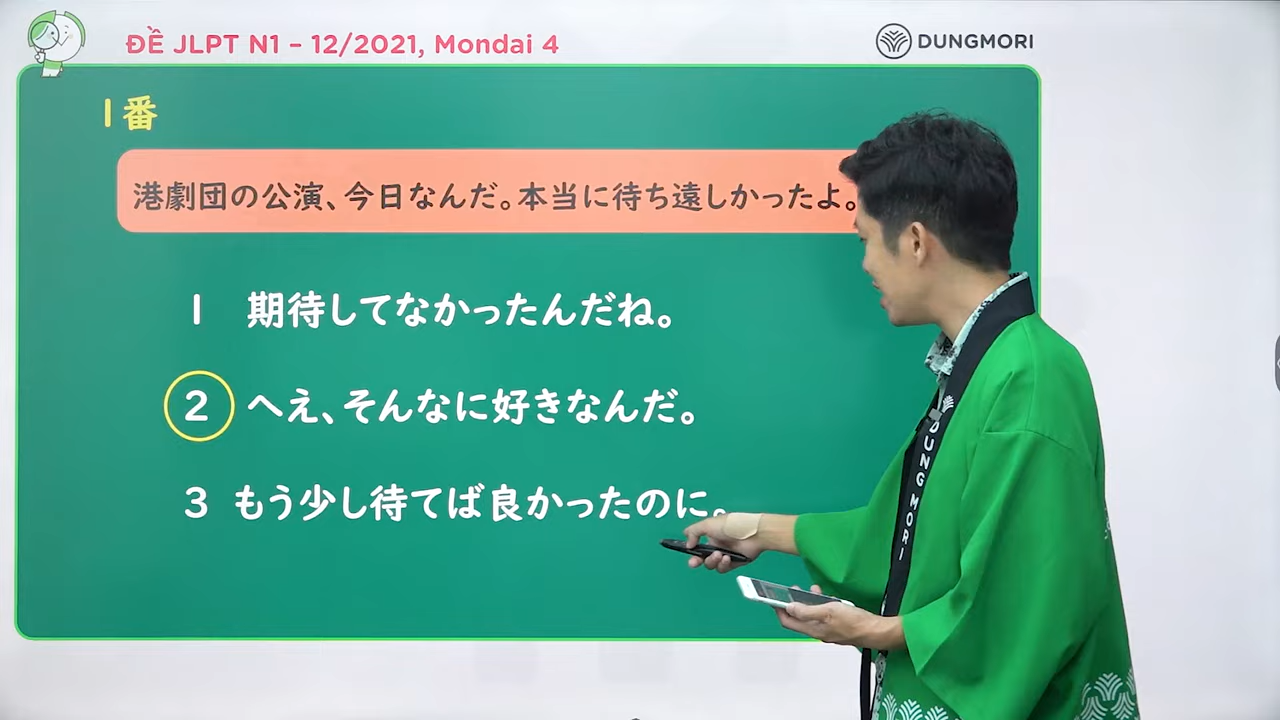 ĐỀ JLPT N1 – 12/2021, Mondai 4
DUNGMORI
1番
港劇団の公演、今日なんだ。本当に待ち遠しかったよ。
1 期待してなかったんだね。
2 へえ、そんなに好きなんだ。
3 もう少し待てば良かったのに。
DUNG MORI